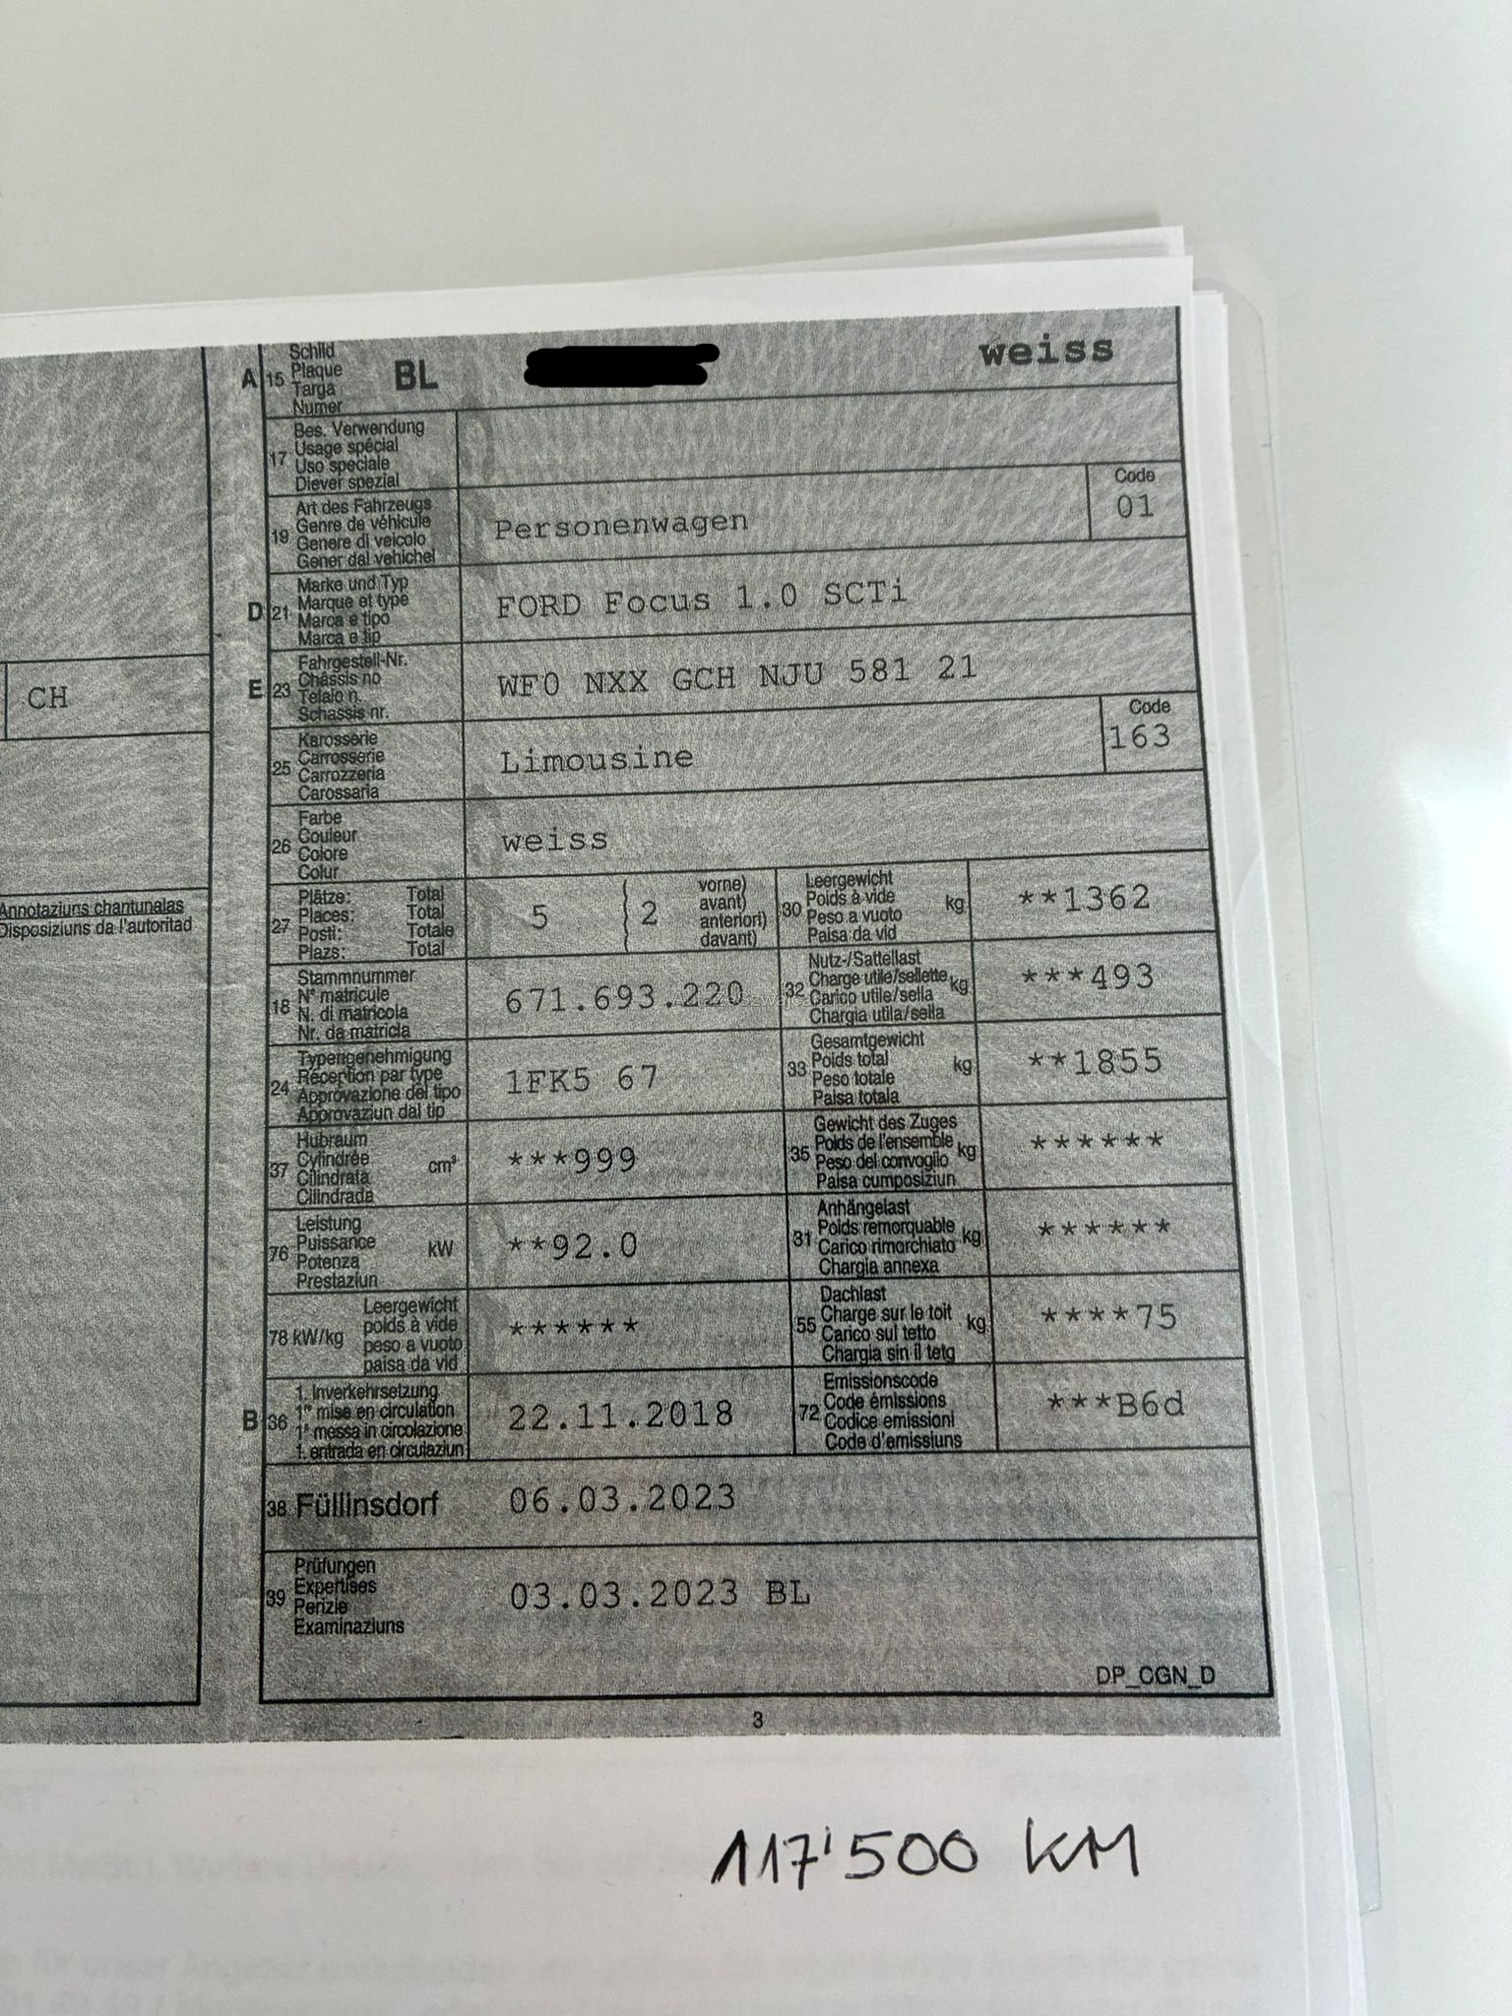 A 15 Schild
Plaque
Targa
Numer
BL
weiss
17 Bes. Verwendung
Usage spécial
Uso speciale
Diever spezial
19 Art des Fahrzeugs
Genre de véhicule
Genere di veicolo
Gener dal vehichel
Personenwagen
Code
01
D 21 Marke und Typ
Marque et type
Marca e tipo
Marca e tip
FORD Focus 1.0 SCTi
E 23 Fahrgestell-Nr.
Châssis no
Telaio n.
Schassis nr.
WF0 NXX GCH NJU 581 21
CH
25 Karosserie
Carrosserie
Carrozzeria
Carossaria
Limousine
Code
163
26 Farbe
Couleur
Colore
Colur
weiss
Annotaziuns chantunalas
Disposiziuns da l'autoritad
27 Plätze: Total
Places: Total
Posti: Totale
Plazs: Total
5 2 vorne)
avant)
anteriori)
davant)
30 Leergewicht
Poids à vide kg
Peso a vuoto
Paisa da vid
**1362
18 Stammnummer
N° matricule
N. di matricola
Nr. da matricla
671.693.220
32 Nutz-/Sattellast
Charge utile/sellette kg
Carico utile/sella
Chargia utila/sella
***493
24 Typengenehmigung
Réception par type
Approvazione del tipo
Approvaziun dal tip
1FK5 67
33 Gesamtgewicht
Poids total kg
Peso totale
Paisa totala
**1855
37 Hubraum
Cylindrée cm³
Cilindrata
Cilindrada
***999
35 Gewicht des Zuges
Poids de l'ensemble kg
Peso del convoglio
Paisa cumposiziun
******
76 Leistung
Puissance kW
Potenza
Prestaziun
**92.0
31 Anhängelast
Poids remorquable kg
Carico rimorchiato
Chargia annexa
******
78 kW/kg Leergewicht
poids à vide
peso a vuoto
paisa da vid
******
55 Dachlast
Charge sur le toit kg
Carico sul tetto
Chargia sin il tetg
****75
B 36 1. Inverkehrsetzung
1re mise en circulation
1a messa in circolazione
1. entrada en circulaziun
22.11.2018
72 Emissionscode
Code émissions
Codice emissioni
Code d'emissiuns
***B6d
38 Füllinsdorf 06.03.2023
39 Prüfungen
Expertises
Perizie
Examinaziuns
03.03.2023 BL
DP_CGN_D
3
117'500 KM